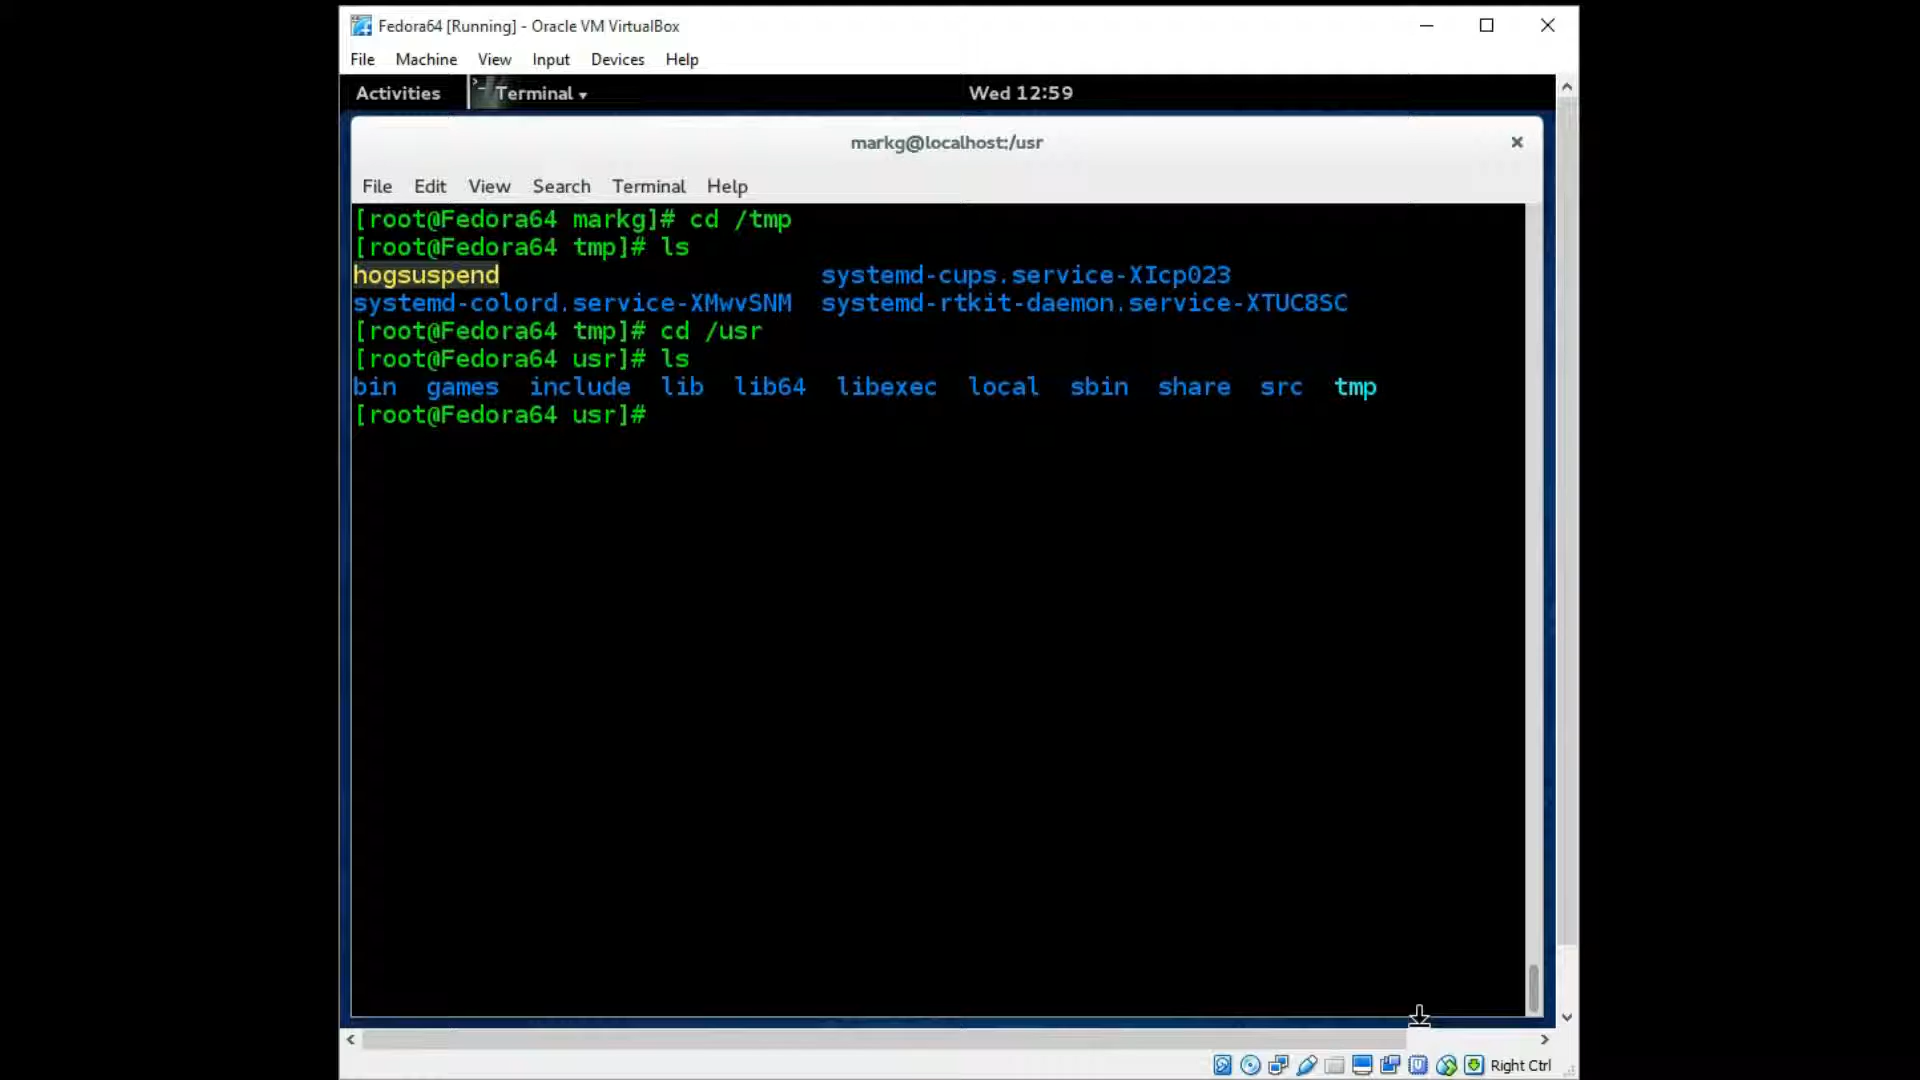 Fedora64 [Running] - Oracle VM VirtualBox
File Machine View Input Devices Help
Activities Terminal Wed 12:59
markg@localhost:/usr
File Edit View Search Terminal Help
[root@Fedora64 markg]# cd /tmp
[root@Fedora64 tmp]# ls
hogsuspend systemd-cups.service-XIcp023
systemd-colord.service-XMwvSNM systemd-rtkit-daemon.service-XTUC8SC
[root@Fedora64 tmp]# cd /usr
[root@Fedora64 usr]# ls
bin games include lib lib64 libexec local sbin share src tmp
[root@Fedora64 usr]#
Right Ctrl